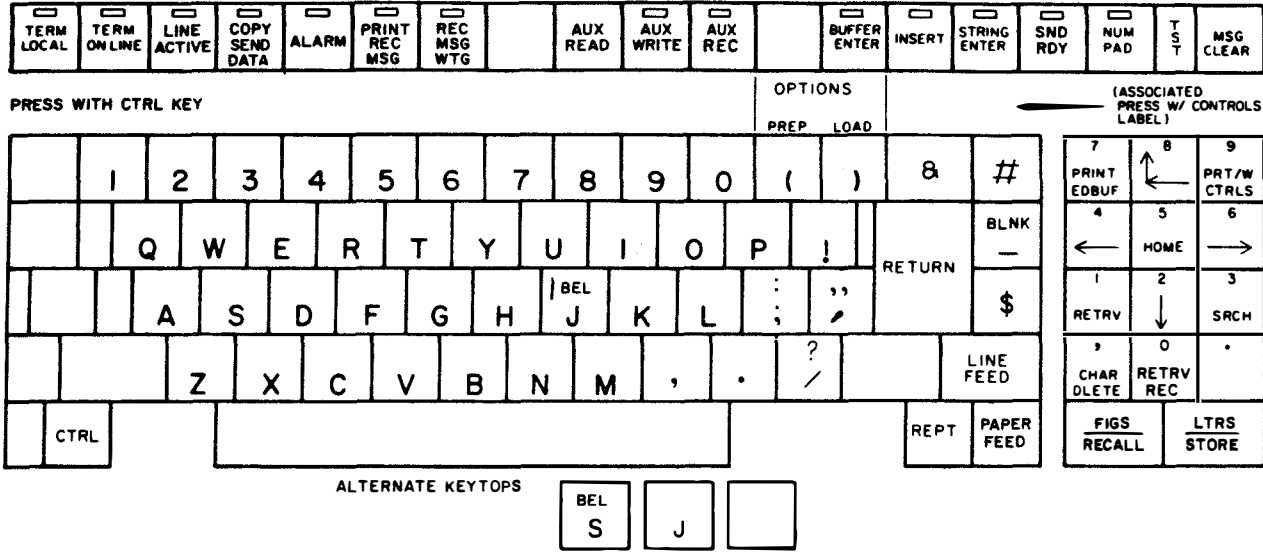 TERM LOCAL TERM ON LINE LINE ACTIVE COPY SEND DATA ALARM PRINT REC MSG REC MSG WTG AUX READ AUX WRITE AUX REC BUFFER ENTER INSERT STRING ENTER SND RDY NUM PAD TST MSG CLEAR
PRESS WITH CTRL KEY
OPTIONS
PREP LOAD
(ASSOCIATED
PRESS W/ CONTROLS
LABEL)
1 2 3 4 5 6 7 8 9 0 ( ) & #
Q W E R T Y U I O P ! RETURN BLNK —
A S D F G H BEL J K L : ; ,, ' $
Z X C V B N M , . ? / LINE FEED
CTRL REPT PAPER FEED
7 PRINT EDBUF 8 9 PRT/W CTRLS
4 ← 5 HOME 6 →
1 RETRV 2 ↓ 3 SRCH
, CHAR DLETE 0 RETRV REC .
FIGS RECALL LTRS STORE
ALTERNATE KEYTOPS
BEL S J